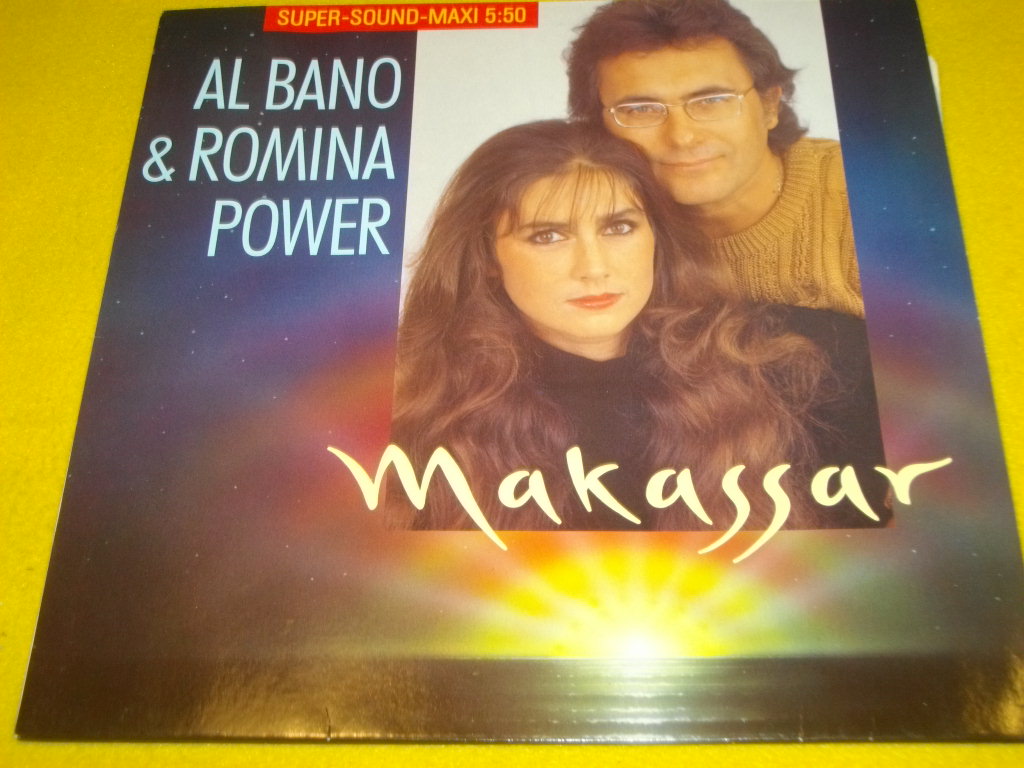 SUPER-SOUND-MAXI 5:50
AL BANO
& ROMINA
POWER
Makassar